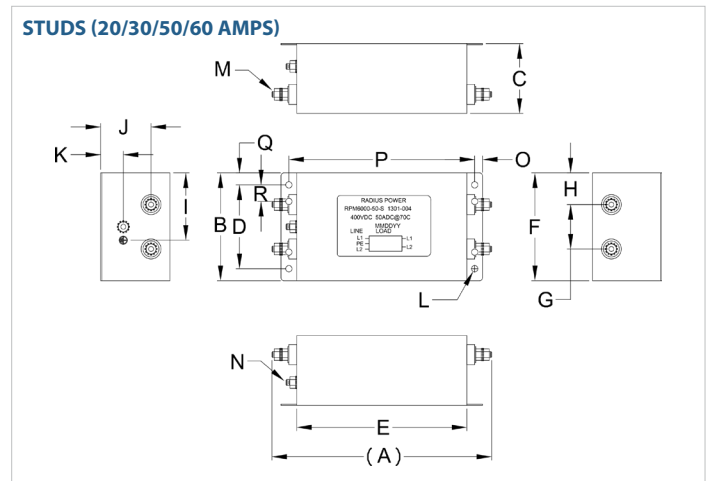 STUDS (20/30/50/60 AMPS)
M
C
J
K
Q
P
O
R
B
D
I
H
F
G
RADIUS POWER
RPM6000-50-S 1301-004
400VDC 50ADC@70C
MMDDYY
LINE LOAD
L1 L1
PE
L2 L2
L
N
E
(A)